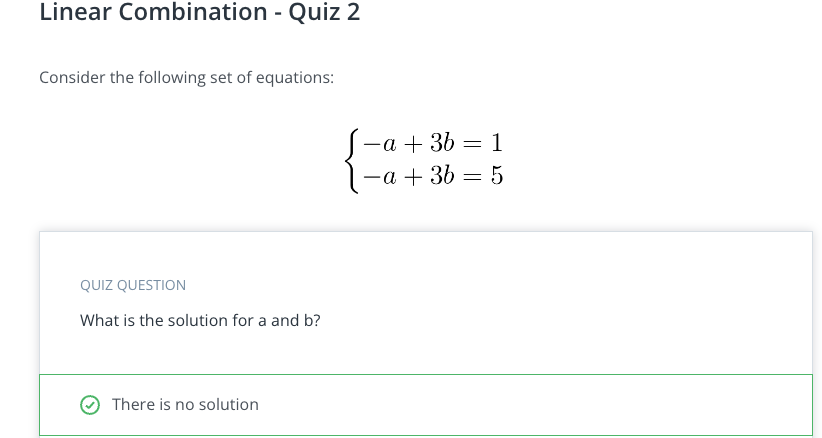 Linear Combination - Quiz 2
Consider the following set of equations:
−a + 3b = 1
−a + 3b = 5
QUIZ QUESTION
What is the solution for a and b?
There is no solution